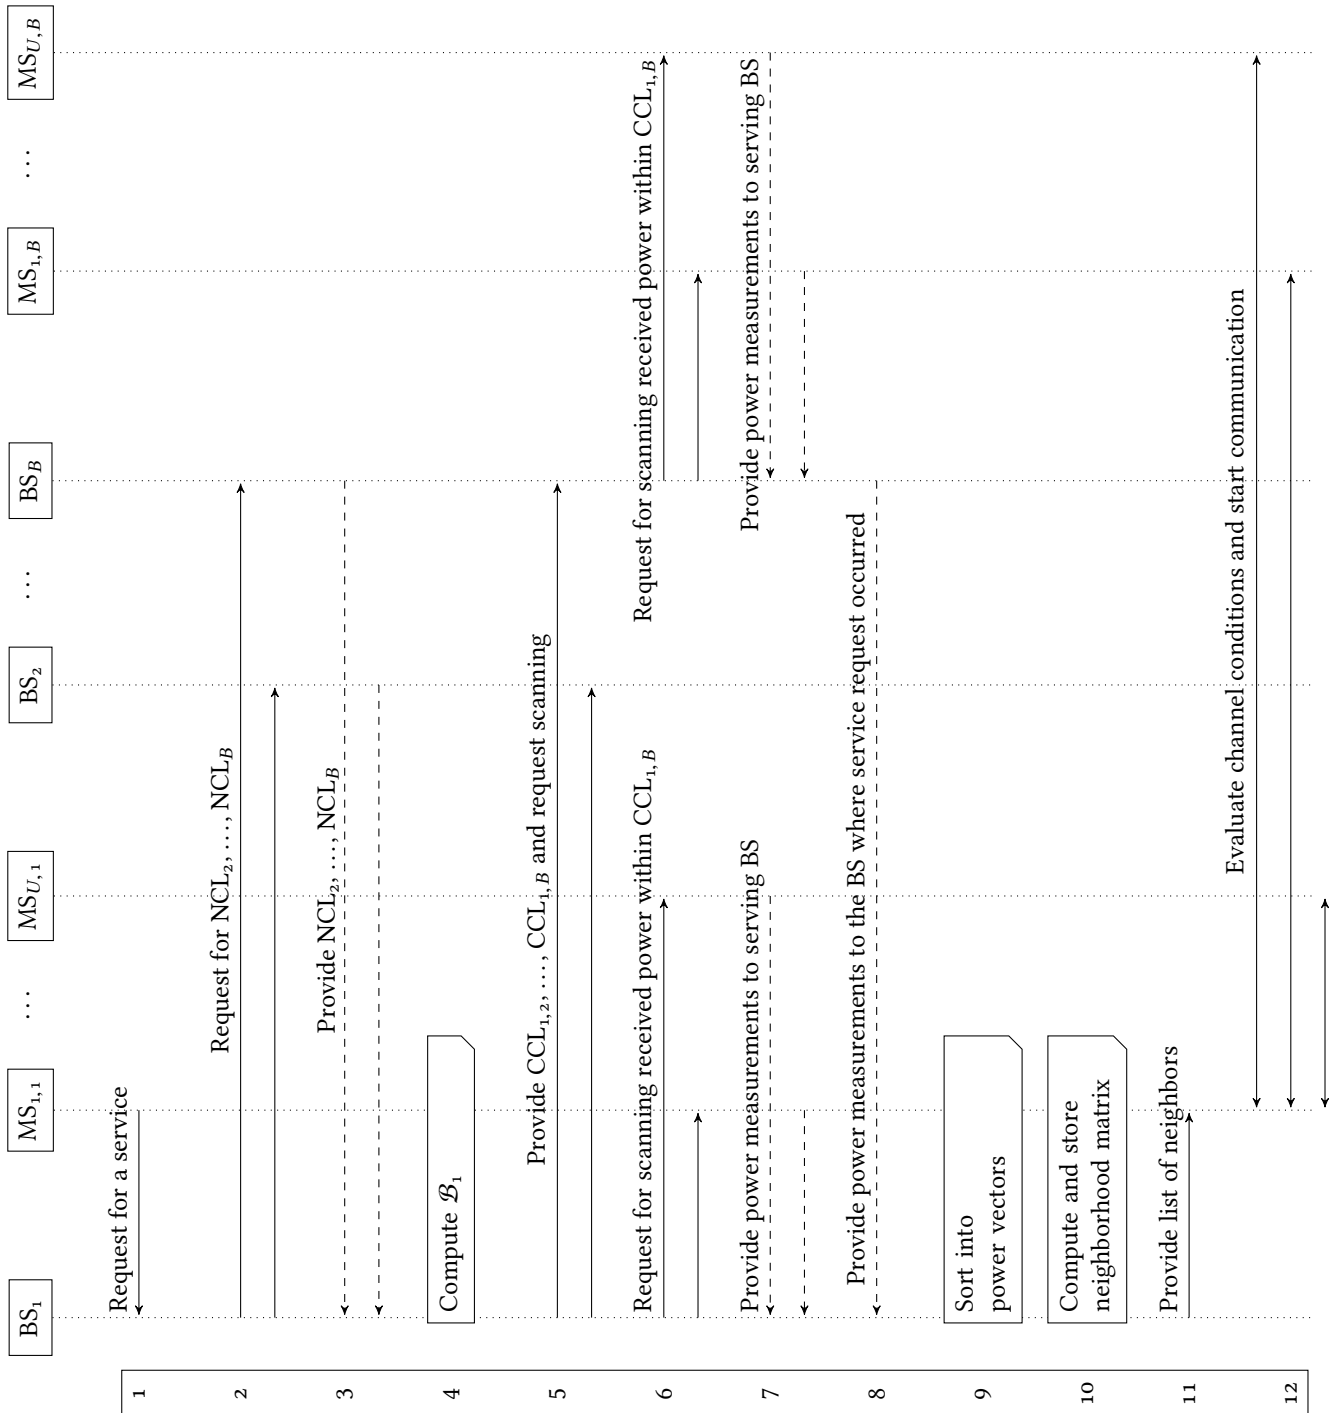 BS₁
MS₁,₁
...
MS_U,₁
BS₂
...
BS_B
MS₁,B
...
MS_U,B
1
Request for a service
2
Request for NCL₂, ..., NCL_B
3
Provide NCL₂, ..., NCL_B
4
Compute ℬ₁
5
Provide CCL₁,₂, ..., CCL₁,B and request scanning
6
Request for scanning received power within CCL₁,B
Request for scanning received power within CCL₁,B
7
Provide power measurements to serving BS
Provide power measurements to serving BS
8
Provide power measurements to the BS where service request occurred
9
Sort into
power vectors
10
Compute and store
neighborhood matrix
11
Provide list of neighbors
12
Evaluate channel conditions and start communication